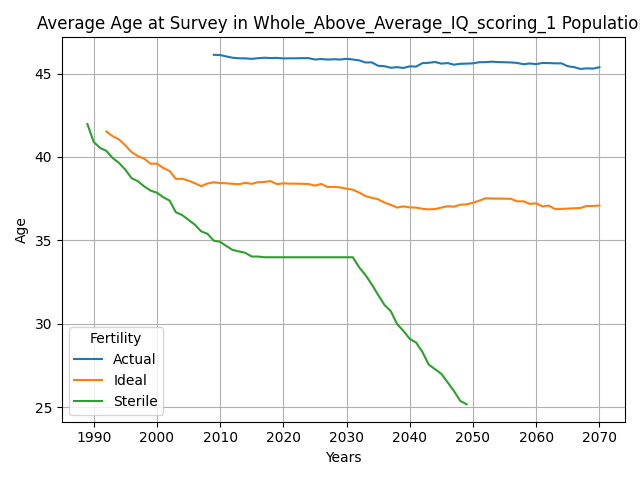 Average Age at Survey in Whole_Above_Average_IQ_scoring_1 Population
Age
45
40
35
30
25
Fertility
Actual
Ideal
Sterile
1990 2000 2010 2020 2030 2040 2050 2060 2070
Years